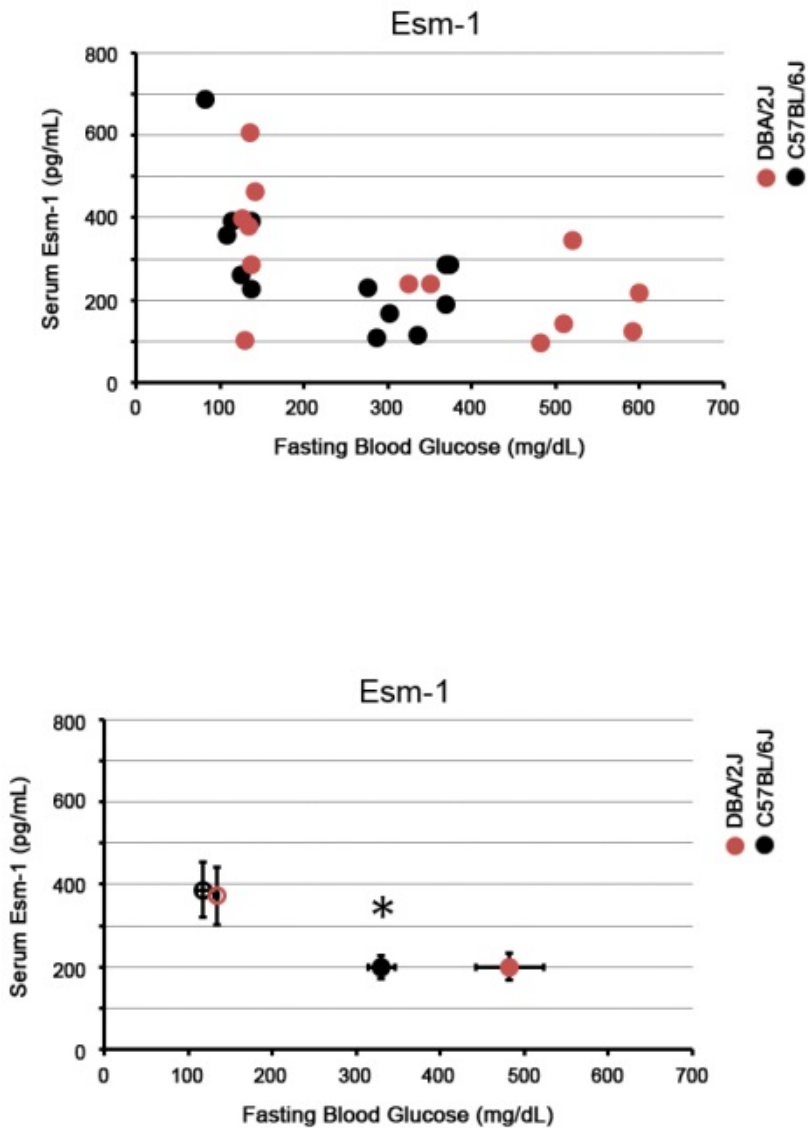 Esm-1
800
600
400
200
0
Serum Esm-1 (pg/mL)
0 100 200 300 400 500 600 700
Fasting Blood Glucose (mg/dL)
DBA/2J
C57BL/6J
Esm-1
800
600
400
200
0
Serum Esm-1 (pg/mL)
*
0 100 200 300 400 500 600 700
Fasting Blood Glucose (mg/dL)
DBA/2J
C57BL/6J